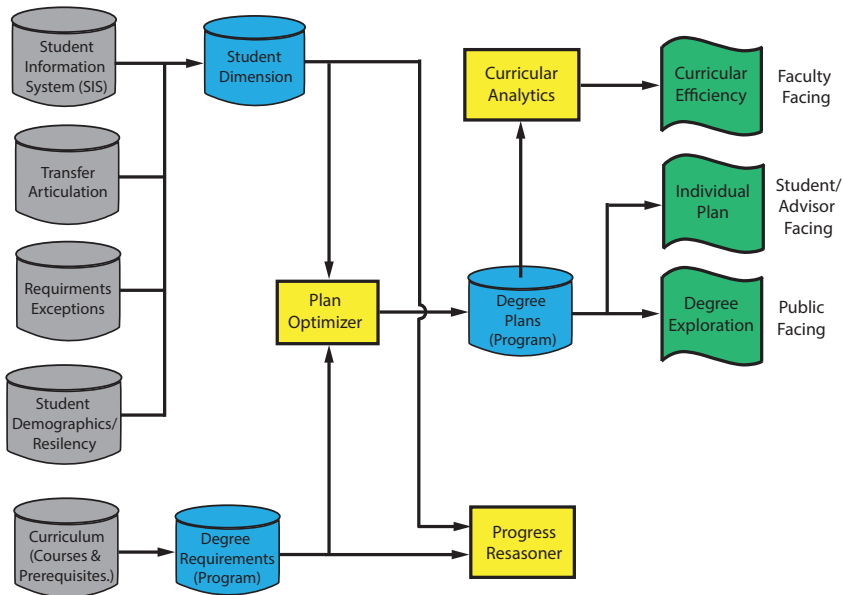 Student
Information
System (SIS)
Student
Dimension
Curricular
Analytics
Curricular
Efficiency
Faculty
Facing
Transfer
Articulation
Individual
Plan
Student/
Advisor
Facing
Requirments
Exceptions
Plan
Optimizer
Degree
Plans
(Program)
Degree
Exploration
Public
Facing
Student
Demographics/
Resilency
Curriculum
(Courses &
Prerequisites.)
Degree
Requirements
(Program)
Progress
Resasoner